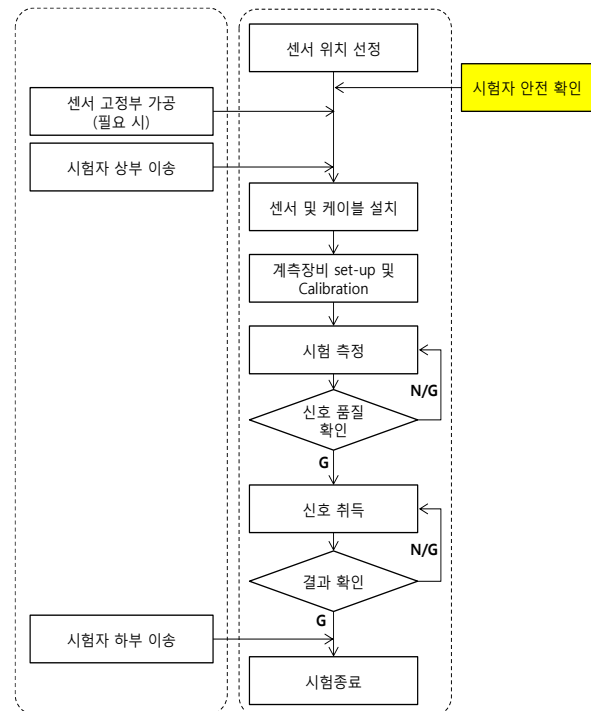 센서 위치 선정
시험자 안전 확인
센서 고정부 가공
(필요 시)
시험자 상부 이송
센서 및 케이블 설치
계측장비 set-up 및
Calibration
시험 측정
N/G
신호 품질
확인
G
신호 취득
N/G
결과 확인
G
시험자 하부 이송
시험종료